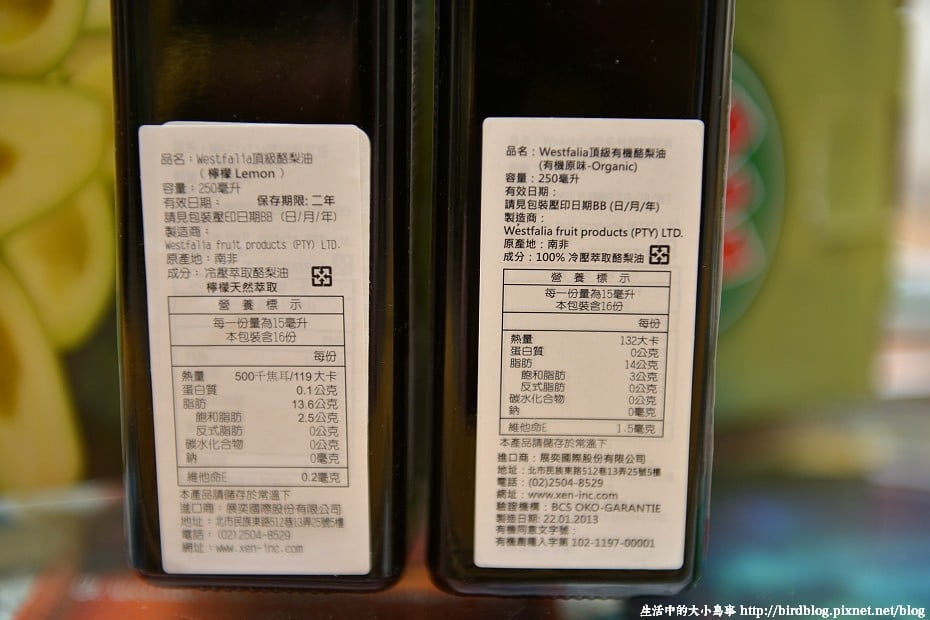 品名：Westfalia頂級酪梨油
（ 檸檬 Lemon ）
容量：250毫升
有效日期： 保存期限: 二年
請見包裝壓印日期BB（日/月/年）
製造商：
Westfalia fruit products (PTY) LTD.
原產地：南非
成分：冷壓萃取酪梨油
檸檬天然萃取
營 養 標 示
每一份量為15毫升
本包裝含16份
每份
熱量 500千焦耳/119大卡
蛋白質 0.1公克
脂肪 13.6公克
飽和脂肪 2.5公克
反式脂肪 0公克
碳水化合物 0公克
鈉 0毫克
維他命E 0.2毫克
本產品請儲存於常溫下
進口商：展奕國際股份有限公司
地址：北市民族東路512巷13弄25號5樓
電話：(02)2504-8529
網址：www.xen-inc.com
品名：Westfalia頂級有機酪梨油
(有機原味-Organic)
容量：250毫升
有效日期：
請見包裝壓印日期BB (日/月/年)
製造商：
Westfalia fruit products (PTY) LTD.
原產地：南非
成分：100% 冷壓萃取酪梨油
營 養 標 示
每一份量為15毫升
本包裝含16份
每份
熱量 132大卡
蛋白質 0公克
脂肪 14公克
飽和脂肪 3公克
反式脂肪 0公克
碳水化合物 0公克
鈉 0毫克
維他命E 1.5毫克
本產品請儲存於常溫下
進口商：展奕國際股份有限公司
地址：北市民族東路512巷13弄25號5樓
電話：(02)2504-8529
網址：www.xen-inc.com
驗證機構：BCS OKO-GARANTIE
製造日期: 22.01.2013
有機同意文字號：
有機農糧入字第 102-1197-00001
生活中的大小鳥事 http://birdblog.pixnet.net/blog